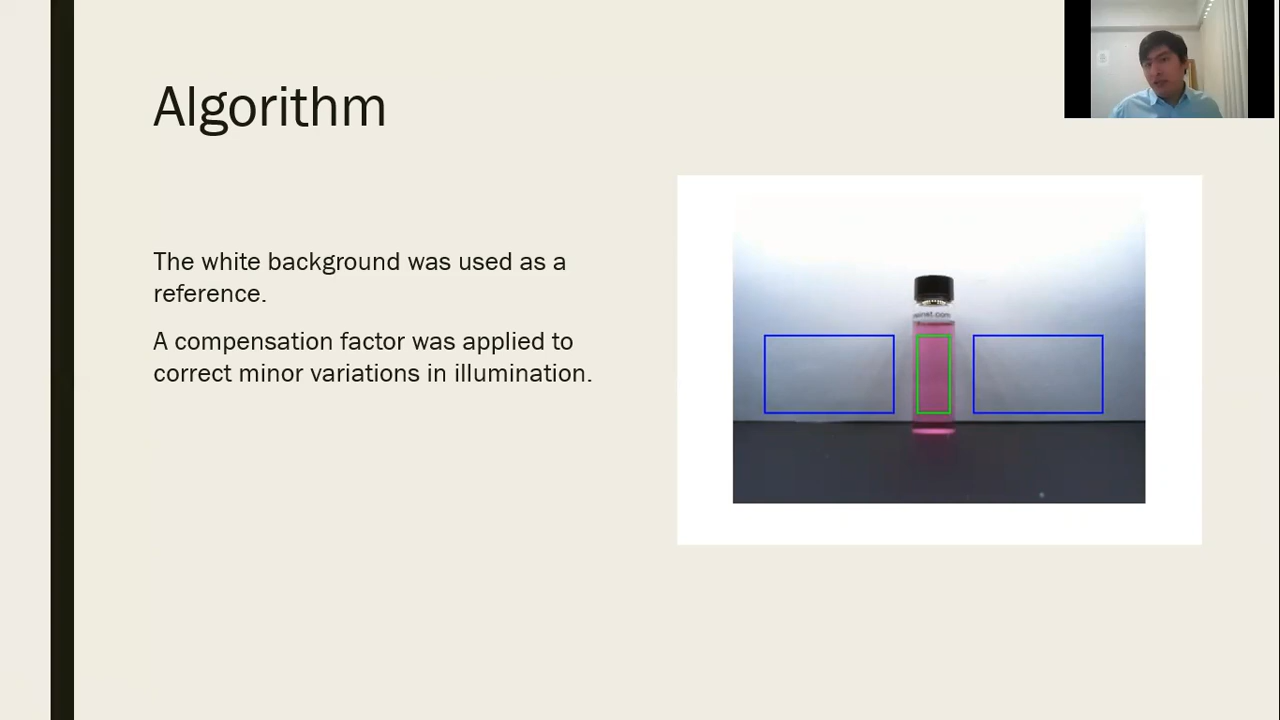 Algorithm
The white background was used as a
reference.
A compensation factor was applied to
correct minor variations in illumination.